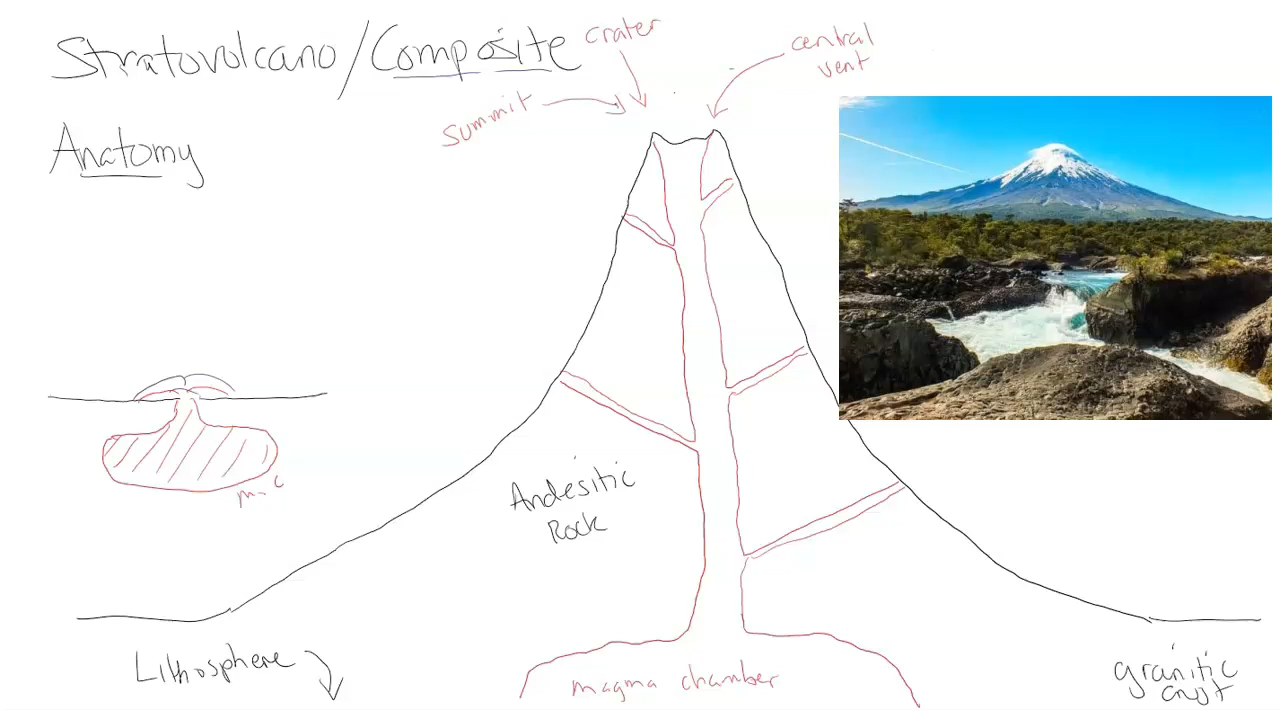 Stratovolcano/Composite
crater
central
vent
summit
Anatomy
m.c
Andesitic
Rock
Lithosphere
magma chamber
granitic
crust